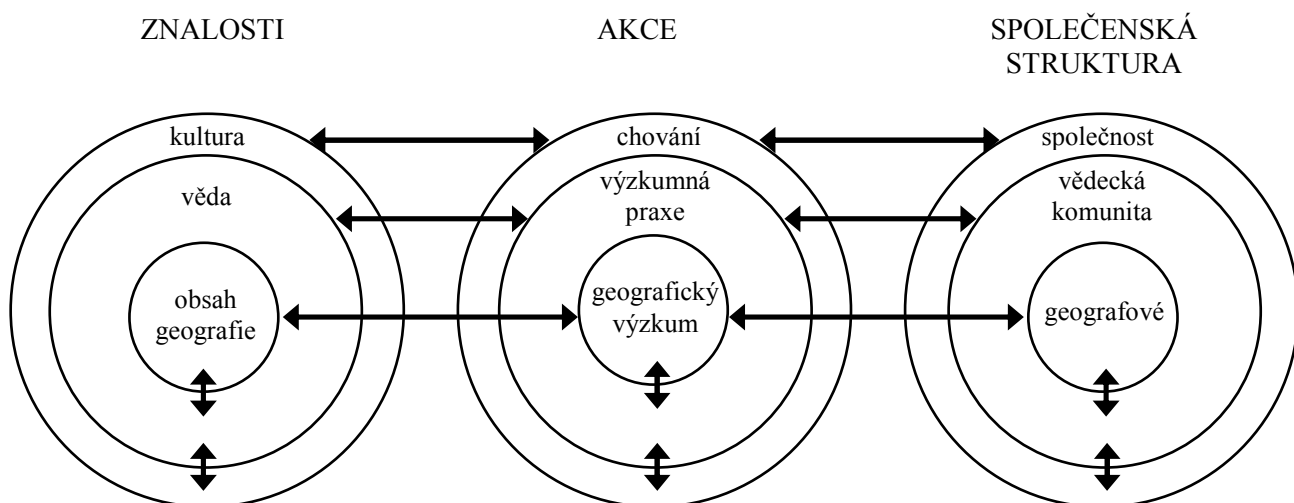 ZNALOSTI
AKCE
SPOLEČENSKÁ
STRUKTURA
kultura
chování
společnost
věda
výzkumná
praxe
vědecká
komunita
obsah
geografie
geografický
výzkum
geografové